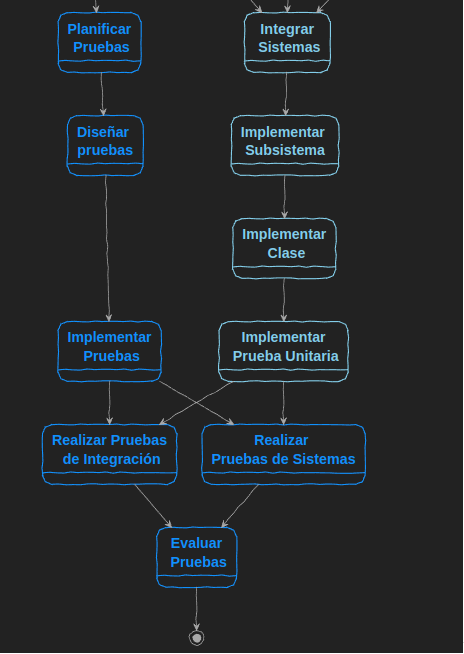 Planificar
Pruebas
Integrar
Sistemas
Diseñar
pruebas
Implementar
Subsistema
Implementar
Clase
Implementar
Pruebas
Implementar
Prueba Unitaria
Realizar Pruebas
de Integración
Realizar
Pruebas de Sistemas
Evaluar
Pruebas